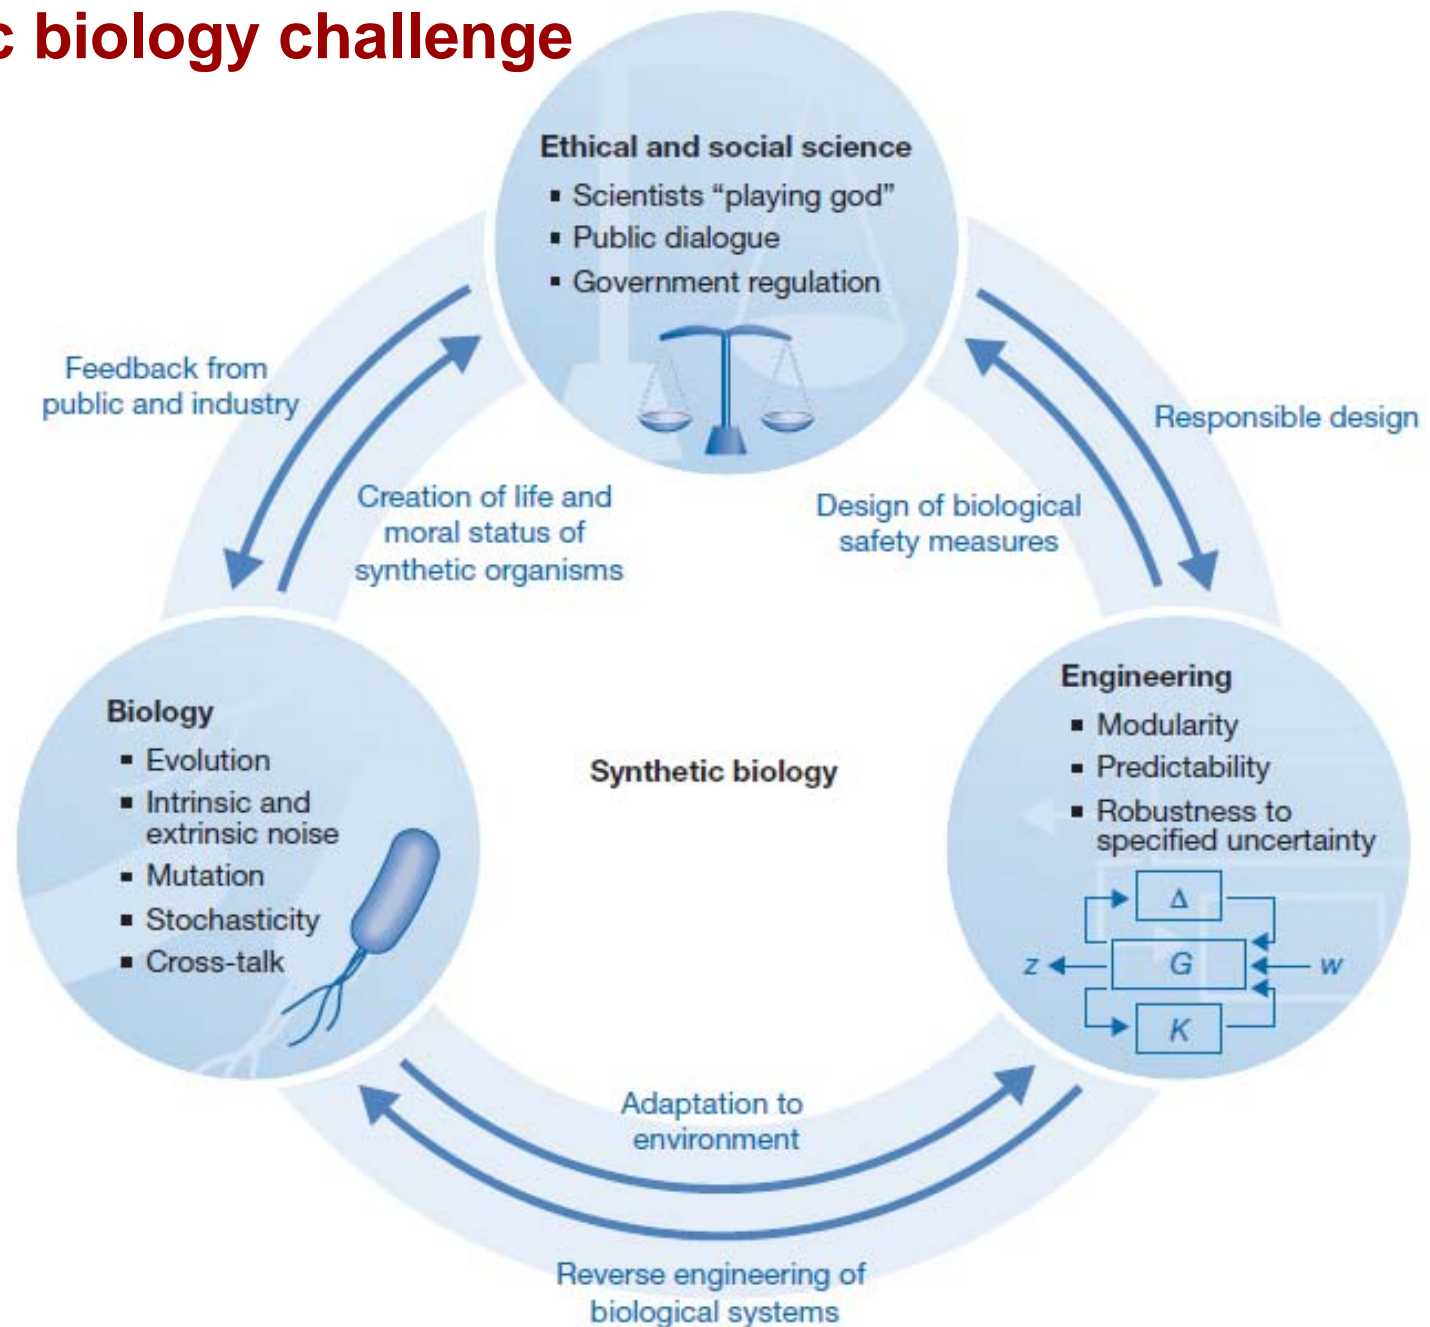 c biology challenge
Ethical and social science
▪ Scientists “playing god”
▪ Public dialogue
▪ Government regulation
Feedback from
public and industry
Creation of life and
moral status of
synthetic organisms
Design of biological
safety measures
Responsible design
Biology
▪ Evolution
▪ Intrinsic and
extrinsic noise
▪ Mutation
▪ Stochasticity
▪ Cross-talk
Synthetic biology
Engineering
▪ Modularity
▪ Predictability
▪ Robustness to
specified uncertainty
Δ
z G w
K
Adaptation to
environment
Reverse engineering of
biological systems